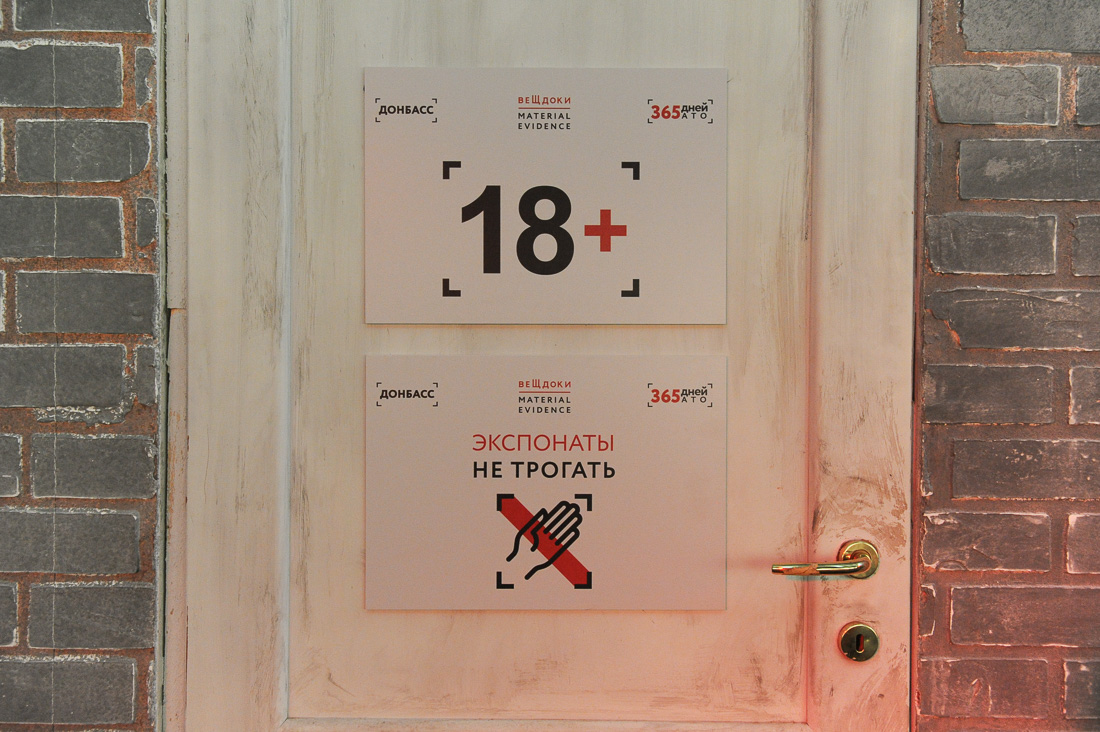 ДОНБАСС
ВЕЩДОКИ
MATERIAL
EVIDENCE
365 дней
АТО
18+
ДОНБАСС
ВЕЩДОКИ
MATERIAL
EVIDENCE
365 дней
АТО
ЭКСПОНАТЫ
НЕ ТРОГАТЬ